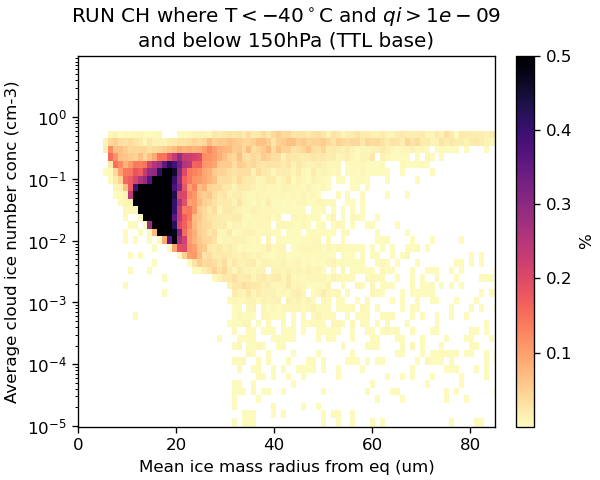 RUN CH where T < −40 °C and qi > 1e − 09
and below 150hPa (TTL base)
Average cloud ice number conc (cm-3)
10⁰
10⁻¹
10⁻²
10⁻³
10⁻⁴
10⁻⁵
0 20 40 60 80
Mean ice mass radius from eq (um)
0.5
0.4
0.3
0.2
0.1
%